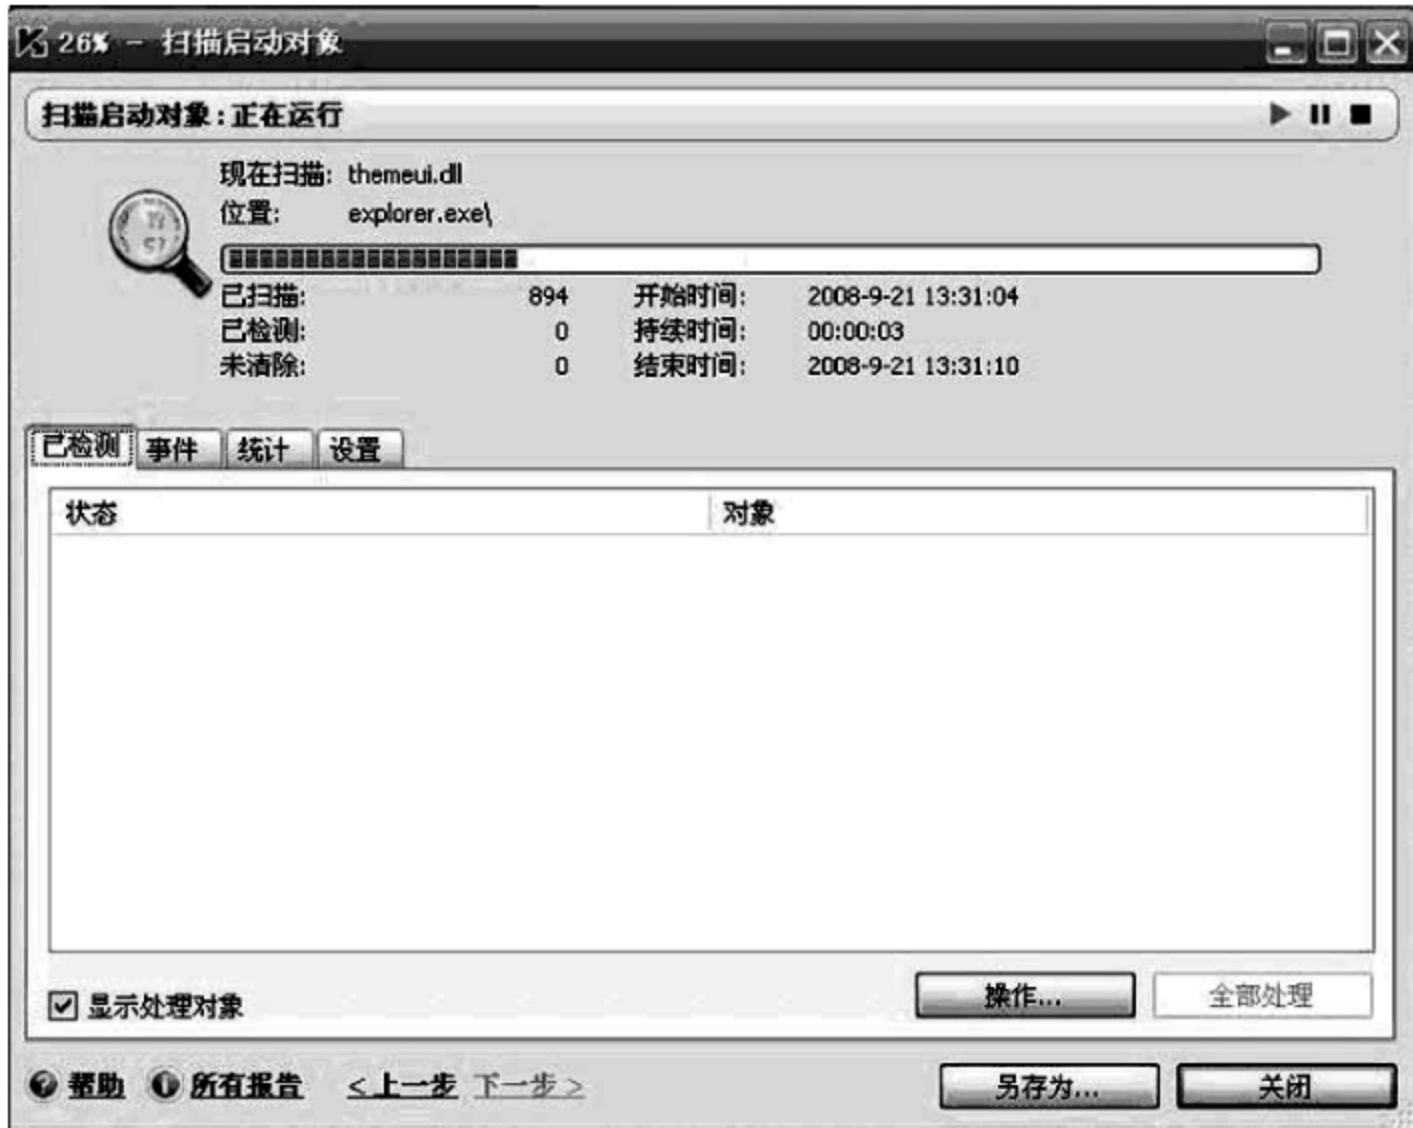 26% - 扫描启动对象
扫描启动对象:正在运行
现在扫描: themeui.dll
位置: explorer.exe\
已扫描: 894 开始时间: 2008-9-21 13:31:04
已检测: 0 持续时间: 00:00:03
未清除: 0 结束时间: 2008-9-21 13:31:10
已检测 事件 统计 设置
状态 对象
显示处理对象 操作... 全部处理
帮助 所有报告 <上一步 下一步> 另存为... 关闭